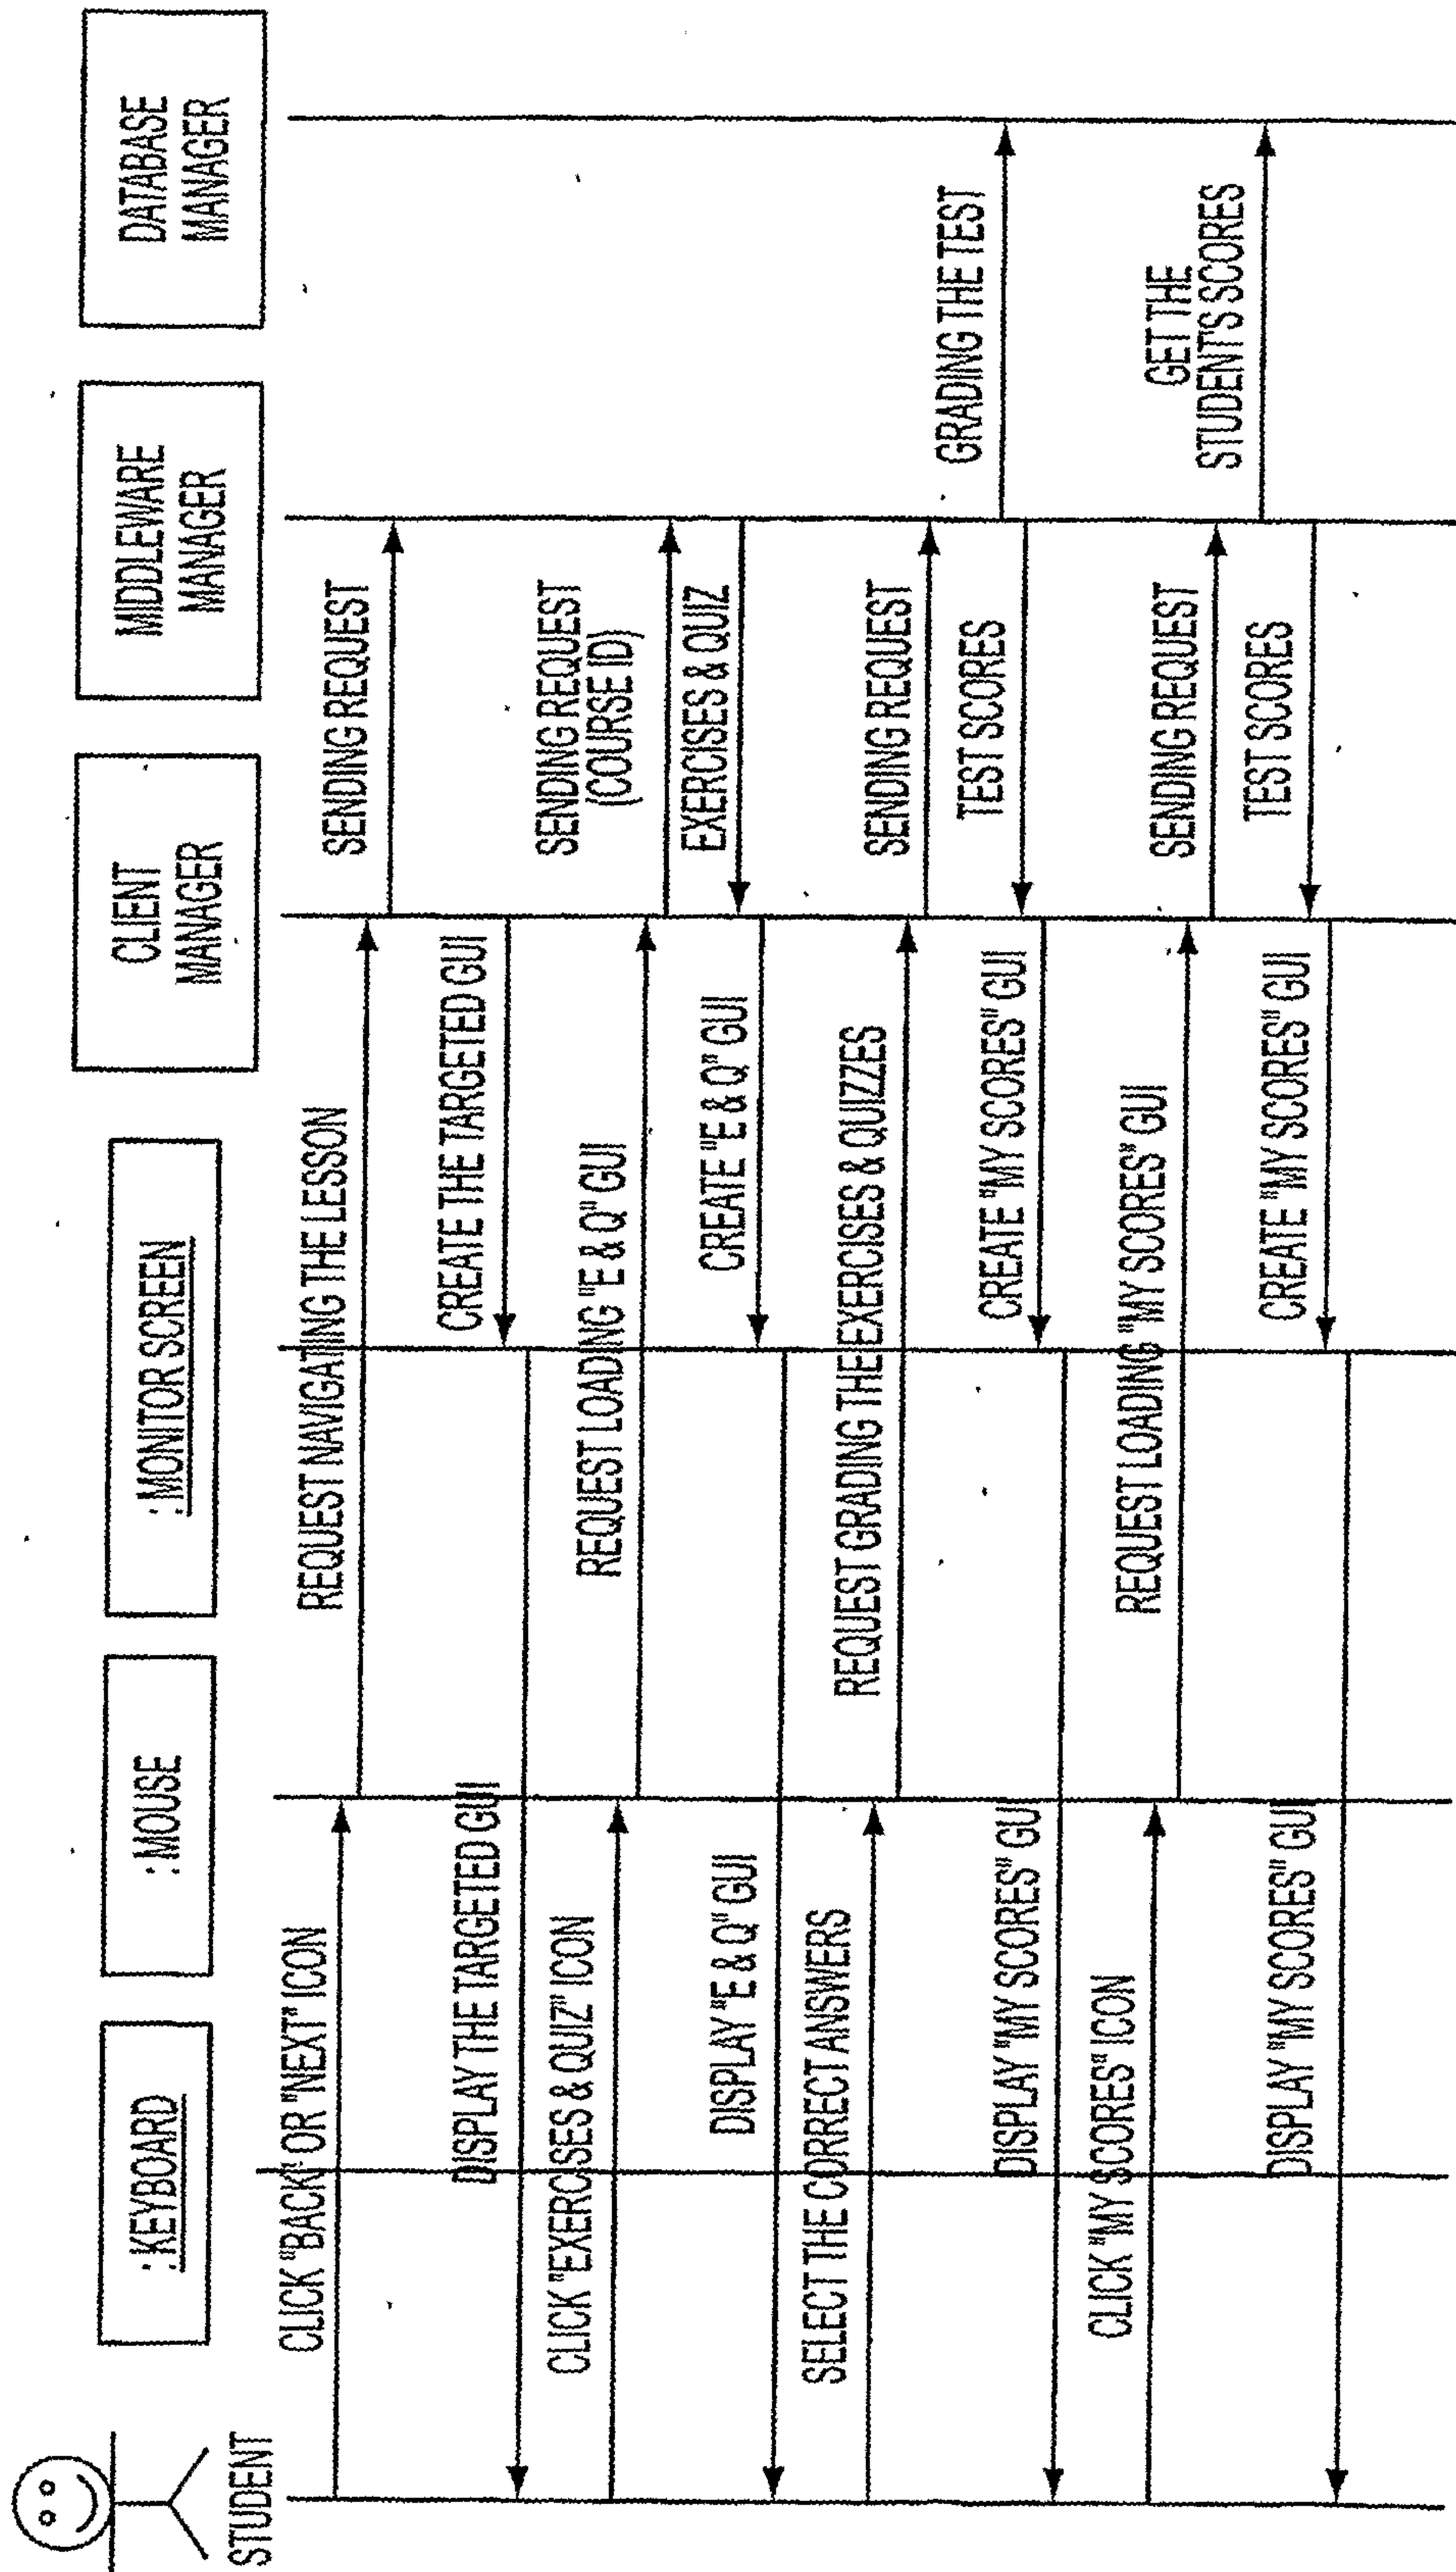 STUDENT
: KEYBOARD
: MOUSE
: MONITOR SCREEN
CLIENT
MANAGER
MIDDLEWARE
MANAGER
DATABASE
MANAGER
CLICK "BACK" OR "NEXT" ICON
REQUEST NAVIGATING THE LESSON
SENDING REQUEST
CREATE THE TARGETED GUI
DISPLAY THE TARGETED GUI
CLICK "EXERCISES & QUIZ" ICON
REQUEST LOADING "E & Q" GUI
SENDING REQUEST
(COURSE ID)
EXERCISES & QUIZ
CREATE "E & Q" GUI
DISPLAY "E & Q" GUI
SELECT THE CORRECT ANSWERS
REQUEST GRADING THE EXERCISES & QUIZZES
SENDING REQUEST
GRADING THE TEST
TEST SCORES
CREATE "MY SCORES" GUI
DISPLAY "MY SCORES" GUI
CLICK "MY SCORES" ICON
REQUEST LOADING "MY SCORES" GUI
SENDING REQUEST
GET THE
STUDENT'S SCORES
TEST SCORES
CREATE "MY SCORES" GUI
DISPLAY "MY SCORES" GUI